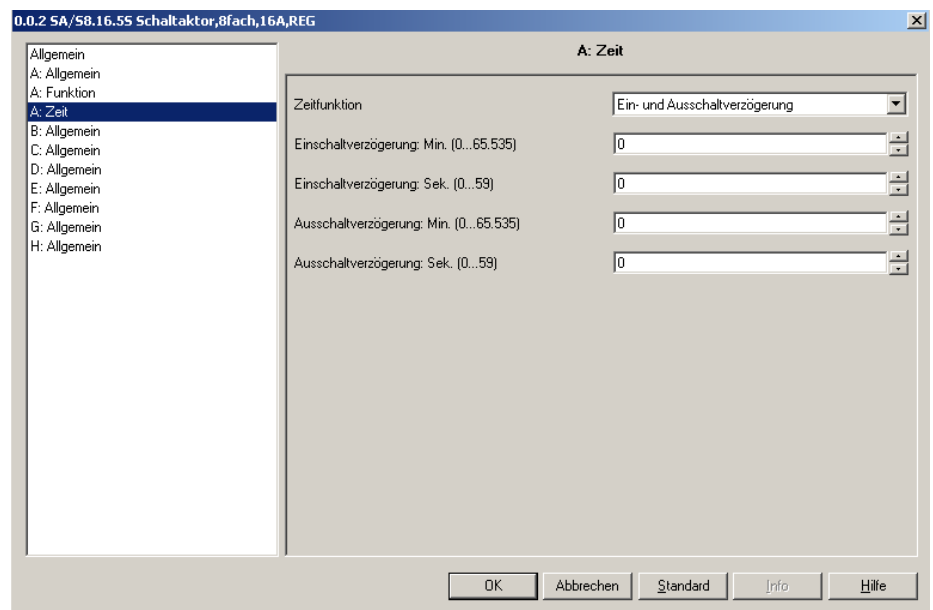 0.0.2 SA/S8.16.5S Schaltaktor,8fach,16A,REG
Allgemein
A: Allgemein
A: Funktion
A: Zeit
B: Allgemein
C: Allgemein
D: Allgemein
E: Allgemein
F: Allgemein
G: Allgemein
H: Allgemein
A: Zeit
Zeitfunktion
Ein- und Ausschaltverzögerung
Einschaltverzögerung: Min. (0...65.535)
0
Einschaltverzögerung: Sek. (0...59)
0
Ausschaltverzögerung: Min. (0...65.535)
0
Ausschaltverzögerung: Sek. (0...59)
0
OK
Abbrechen
Standard
Info
Hilfe